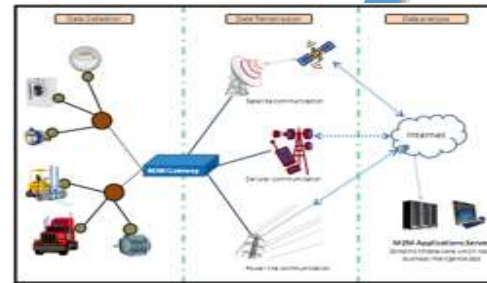 Data Collection
Data Transmission
Data analysis
Satellite communication
M2M Gateway
Internet
Cellular communication
M2M Applications Server
Power line communication